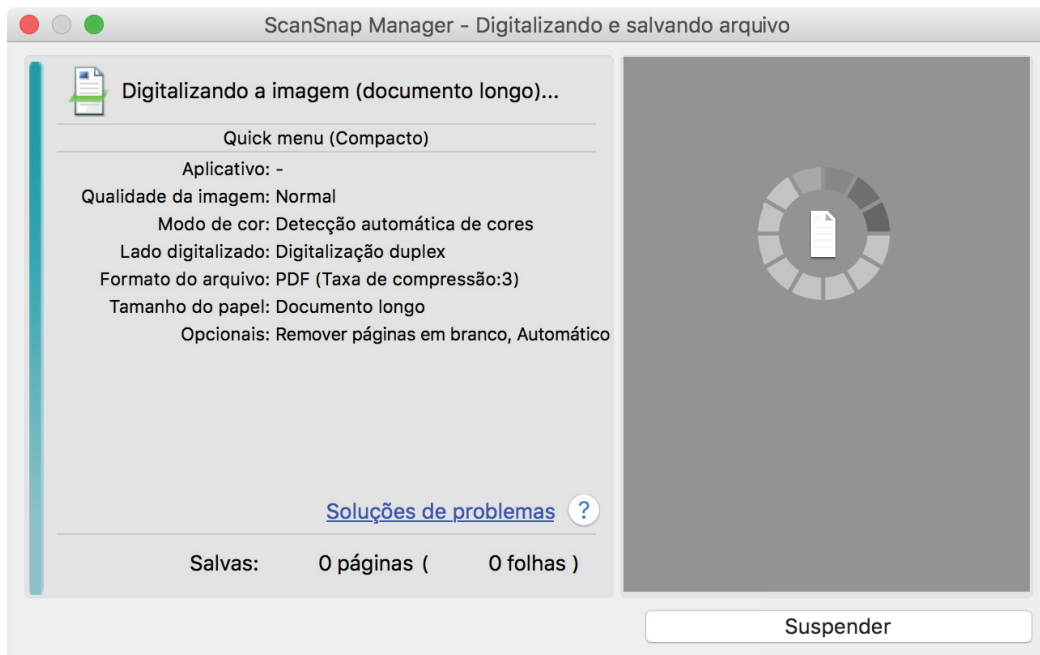 ScanSnap Manager - Digitalizando e salvando arquivo
Digitalizando a imagem (documento longo)...
Quick menu (Compacto)
Aplicativo: -
Qualidade da imagem: Normal
Modo de cor: Detecção automática de cores
Lado digitalizado: Digitalização duplex
Formato do arquivo: PDF (Taxa de compressão:3)
Tamanho do papel: Documento longo
Opcionais: Remover páginas em branco, Automático
Soluções de problemas ?
Salvas: 0 páginas ( 0 folhas )
Suspender